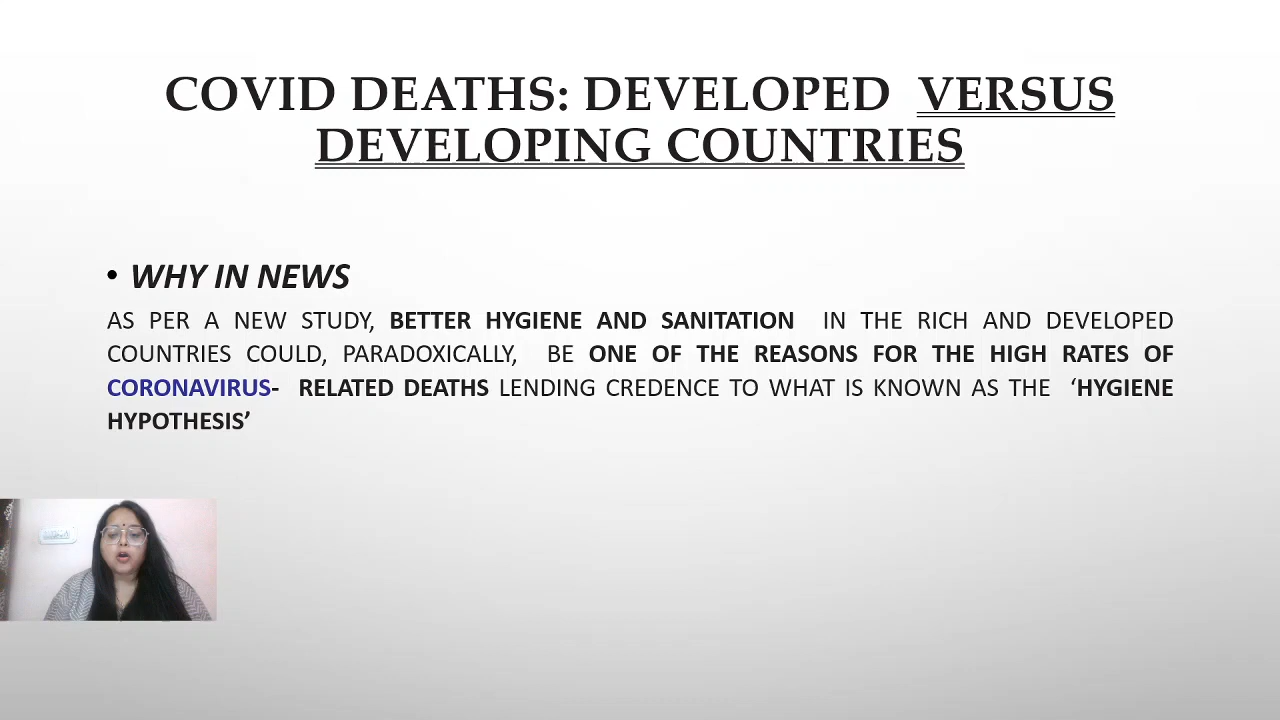 COVID DEATHS: DEVELOPED VERSUS
DEVELOPING COUNTRIES
• WHY IN NEWS
AS PER A NEW STUDY, BETTER HYGIENE AND SANITATION IN THE RICH AND DEVELOPED
COUNTRIES COULD, PARADOXICALLY, BE ONE OF THE REASONS FOR THE HIGH RATES OF
CORONAVIRUS- RELATED DEATHS LENDING CREDENCE TO WHAT IS KNOWN AS THE ‘HYGIENE
HYPOTHESIS’